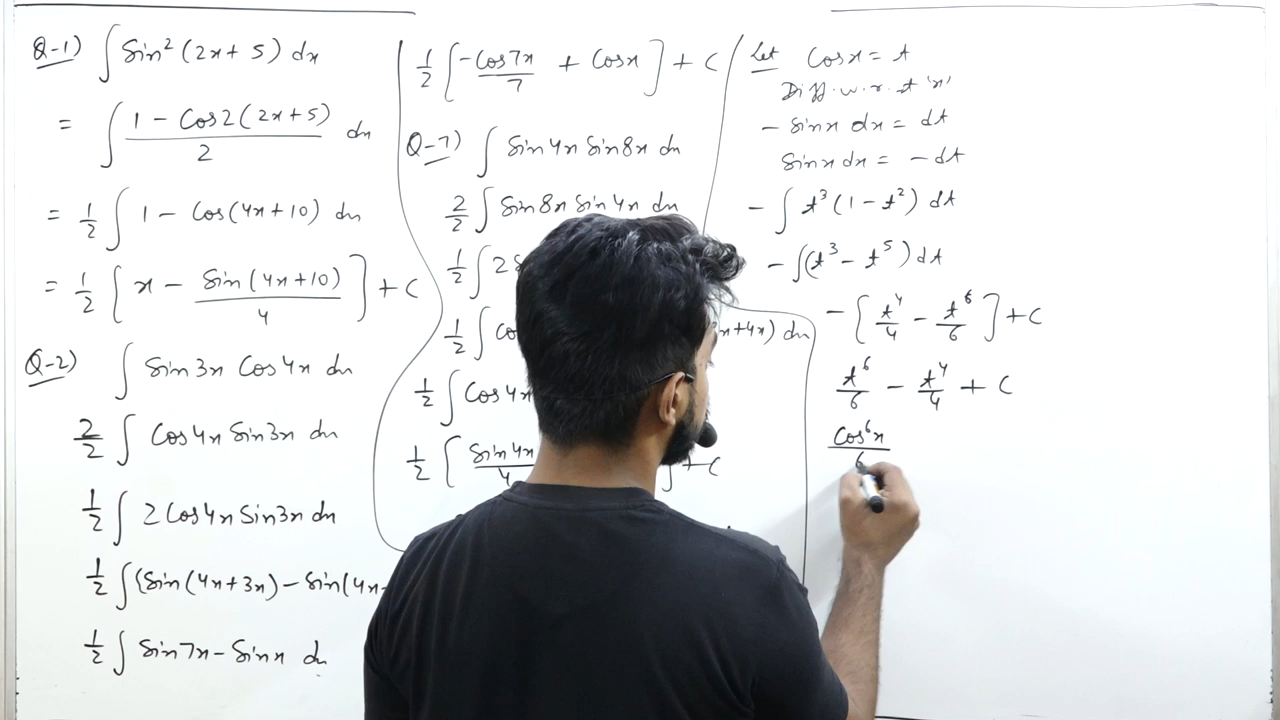 Q-1) ∫ Sin² (2x + 5) dx
= ∫ 1 - Cos2(2x+5) / 2 dx
= 1/2 ∫ 1 - Cos(4x+10) dx
= 1/2 [ x - Sin(4x+10) / 4 ] + C
Q-2) ∫ Sin3x Cos4x dx
2/2 ∫ Cos4x Sin3x dx
1/2 ∫ 2 Cos4x Sin3x dx
1/2 ∫ {Sin(4x+3x) - Sin(4x-
1/2 ∫ Sin7x - Sinx dx
1/2 [ -Cos7x / 7 + Cosx ] + C
Q-7) ∫ Sin4x Sin8x dx
2/2 ∫ Sin8x Sin4x dx
1/2 ∫ 2
1/2 ∫ +4x) dx
1/2 ∫ Cos4x
1/2 [ Sin4x / 4 ] + C
Let Cosx = t
Diff. w.r.t 'x'
- Sinx dx = dt
Sinx dx = - dt
- ∫ t³ (1 - t²) dt
- ∫ (t³ - t⁵) dt
- [ t⁴/4 - t⁶/6 ] + C
t⁶/6 - t⁴/4 + C
Cos⁶x / 6